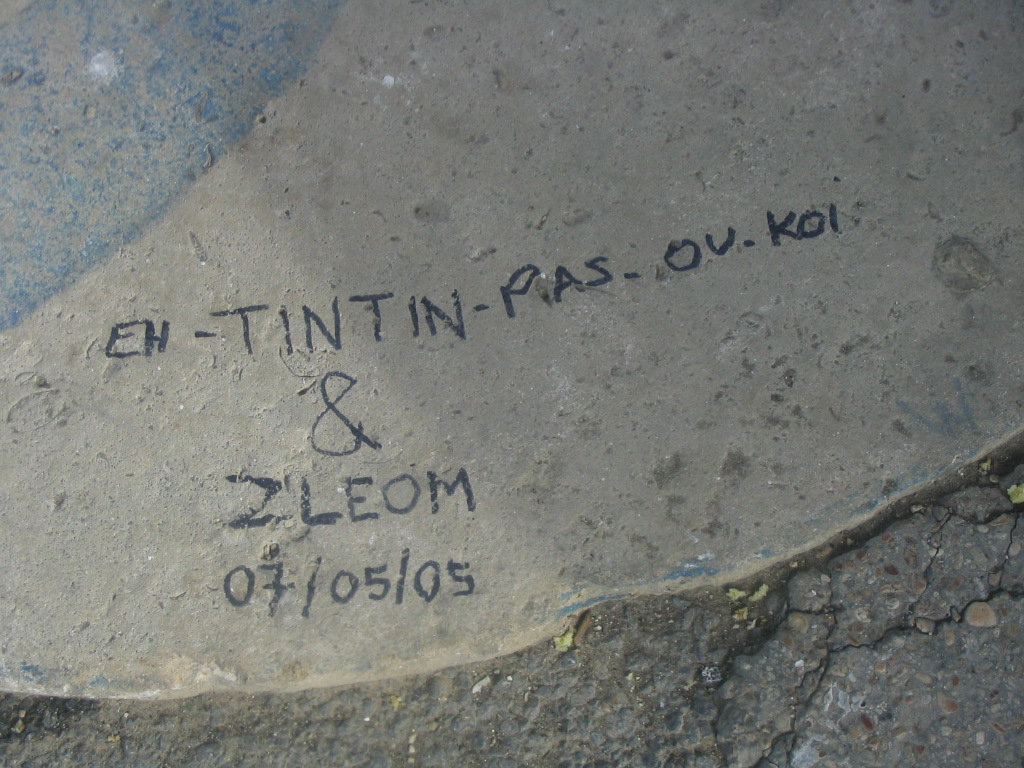 EH-TINTIN-PAS-OU-KOI
&
ZLEOM
07/05/05